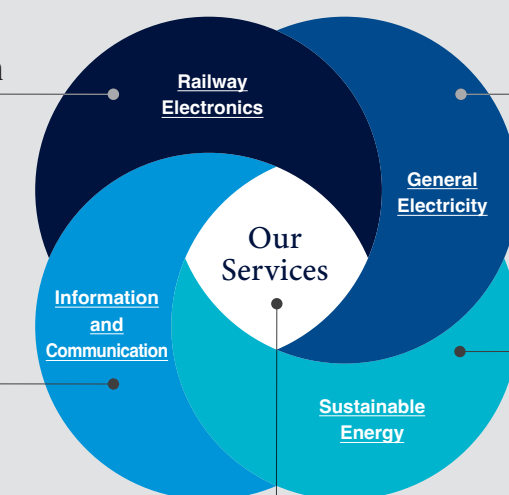 Railway
Electronics
General
Electricity
Our
Services
Information
and
Communication
Sustainable
Energy